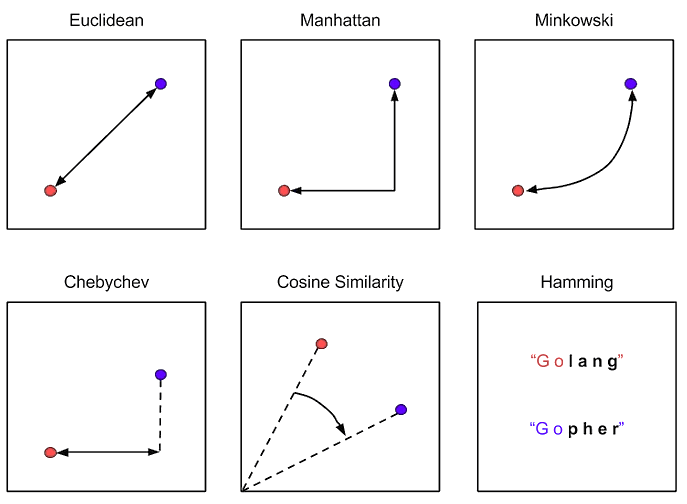 Euclidean
Manhattan
Minkowski
Chebychev
Cosine Similarity
Hamming
“Golang”
“Gopher”